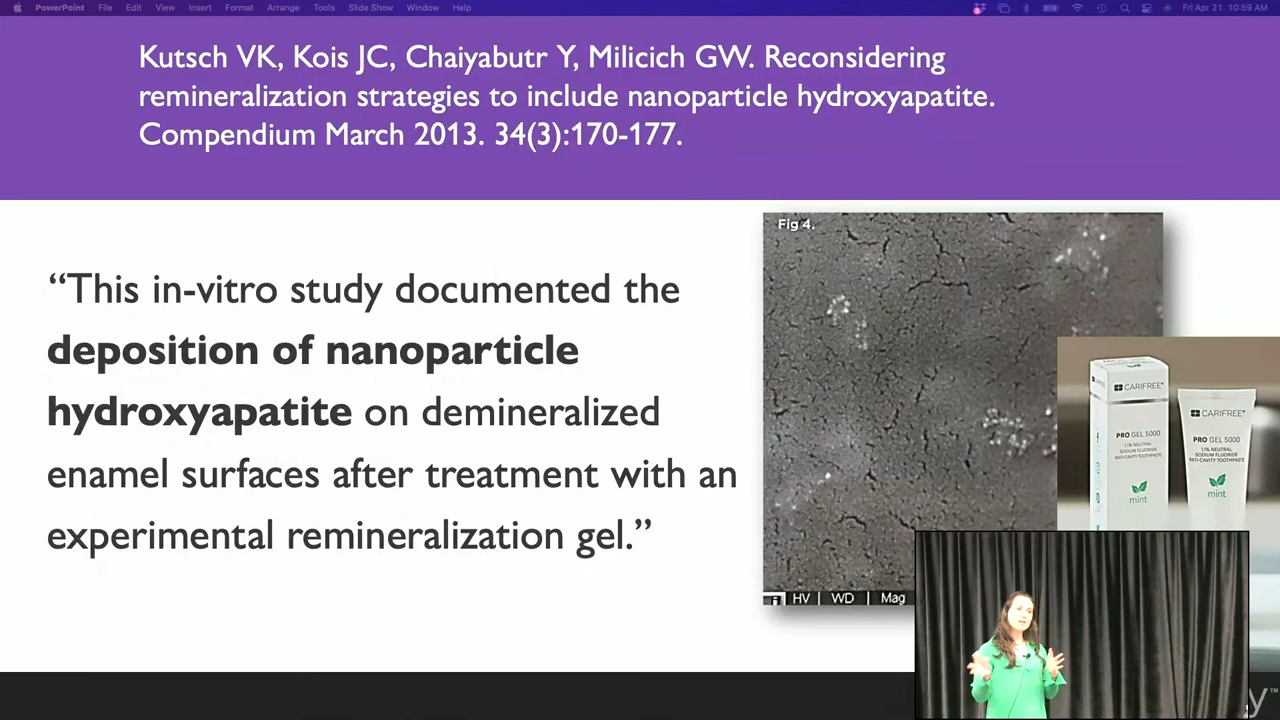 PowerPoint File Edit View Insert Format Arrange Tools Slide Show Window Help Fri Apr 21 10:59 AM
Kutsch VK, Kois JC, Chaiyabutr Y, Milicich GW. Reconsidering
remineralization strategies to include nanoparticle hydroxyapatite.
Compendium March 2013. 34(3):170-177.
“This in-vitro study documented the
deposition of nanoparticle
hydroxyapatite on demineralized
enamel surfaces after treatment with an
experimental remineralization gel.”
Fig 4.
HV | WD | Mag
CARIFREE
PRO GEL 5000
1.1% NEUTRAL
SODIUM FLUORIDE
ANTI-CAVITY TOOTHPASTE
mint
CARIFREE
PRO GEL 5000
1.1% NEUTRAL
SODIUM FLUORIDE
ANTI-CAVITY TOOTHPASTE
mint
y™